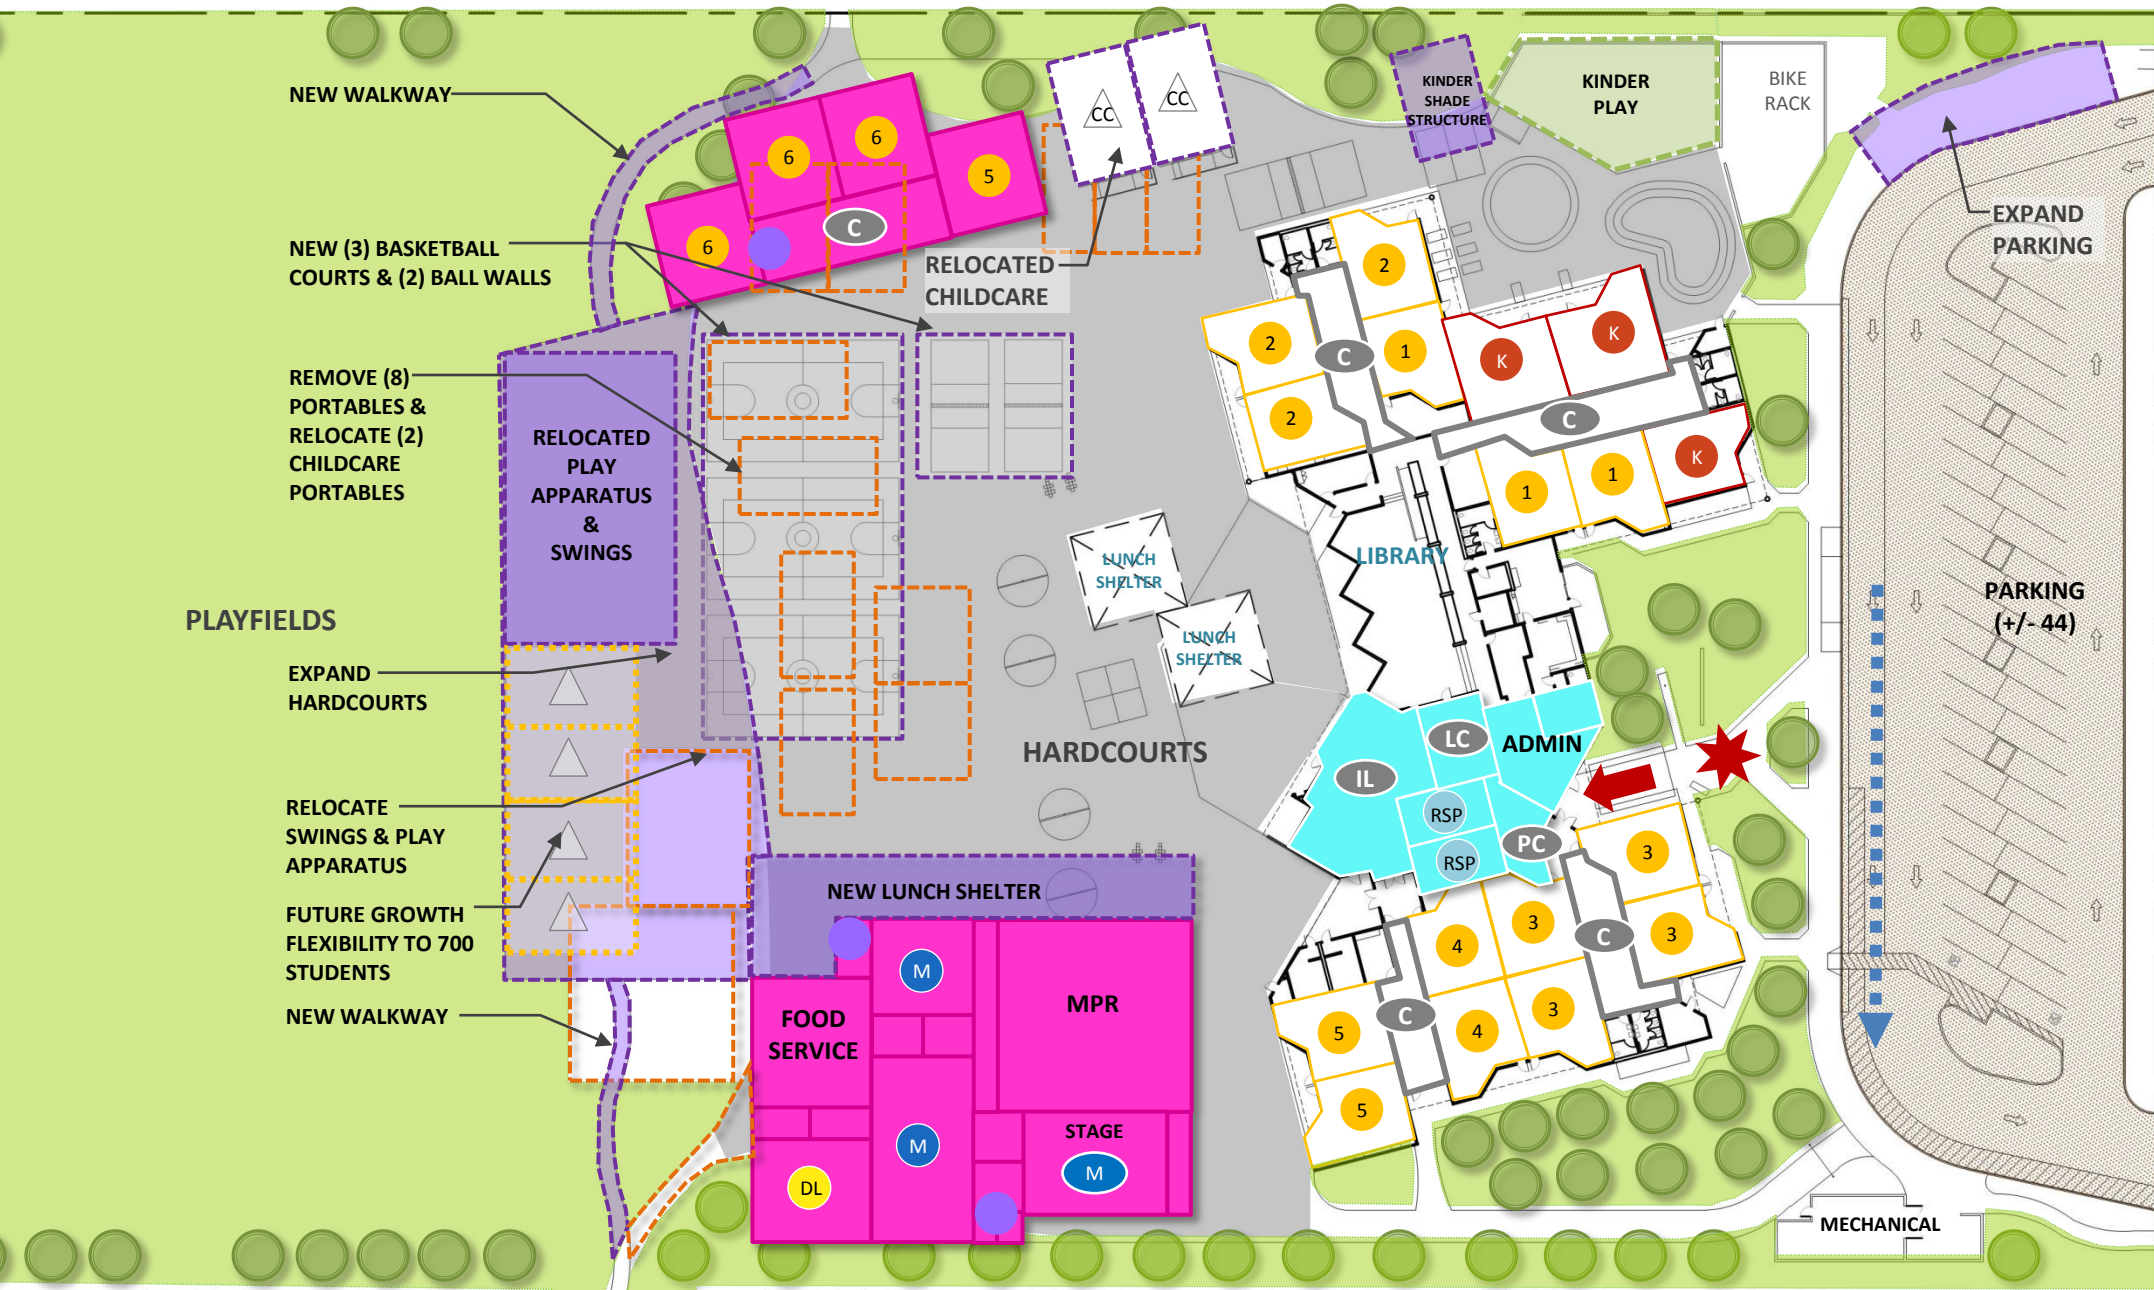 NEW WALKWAY
NEW (3) BASKETBALL
COURTS & (2) BALL WALLS
REMOVE (8)
PORTABLES &
RELOCATE (2)
CHILDCARE
PORTABLES
PLAYFIELDS
EXPAND
HARDCOURTS
RELOCATE
SWINGS & PLAY
APPARATUS
FUTURE GROWTH
FLEXIBILITY TO 700
STUDENTS
NEW WALKWAY
RELOCATED
PLAY
APPARATUS
&
SWINGS
6
6
5
6
C
CC
CC
RELOCATED
CHILDCARE
KINDER
SHADE
STRUCTURE
KINDER
PLAY
BIKE
RACK
EXPAND
PARKING
2
2
2
1
C
K
K
C
K
1
1
LIBRARY
LUNCH
SHELTER
LUNCH
SHELTER
HARDCOURTS
PARKING
(+/- 44)
LC
ADMIN
IL
RSP
RSP
PC
3
3
3
3
C
4
4
C
5
5
NEW LUNCH SHELTER
M
FOOD
SERVICE
MPR
M
STAGE
M
DL
MECHANICAL